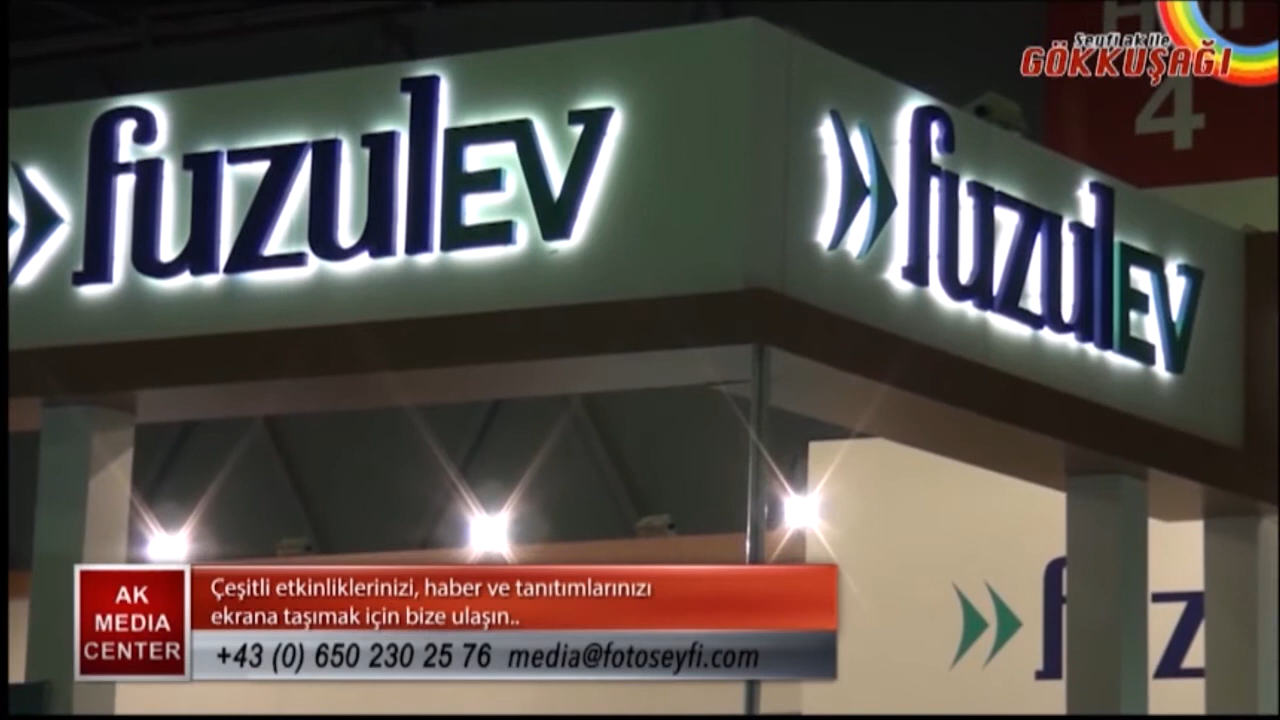 Seyfi ak ile
GÖKKUŞAĞI
4
fuzulEV
fuzulEV
AK
MEDIA
CENTER
Çeşitli etkinliklerinizi, haber ve tanıtımlarınızı
ekrana taşımak için bize ulaşın..
+43 (0) 650 230 25 76 media@fotoseyfi.com
fuz